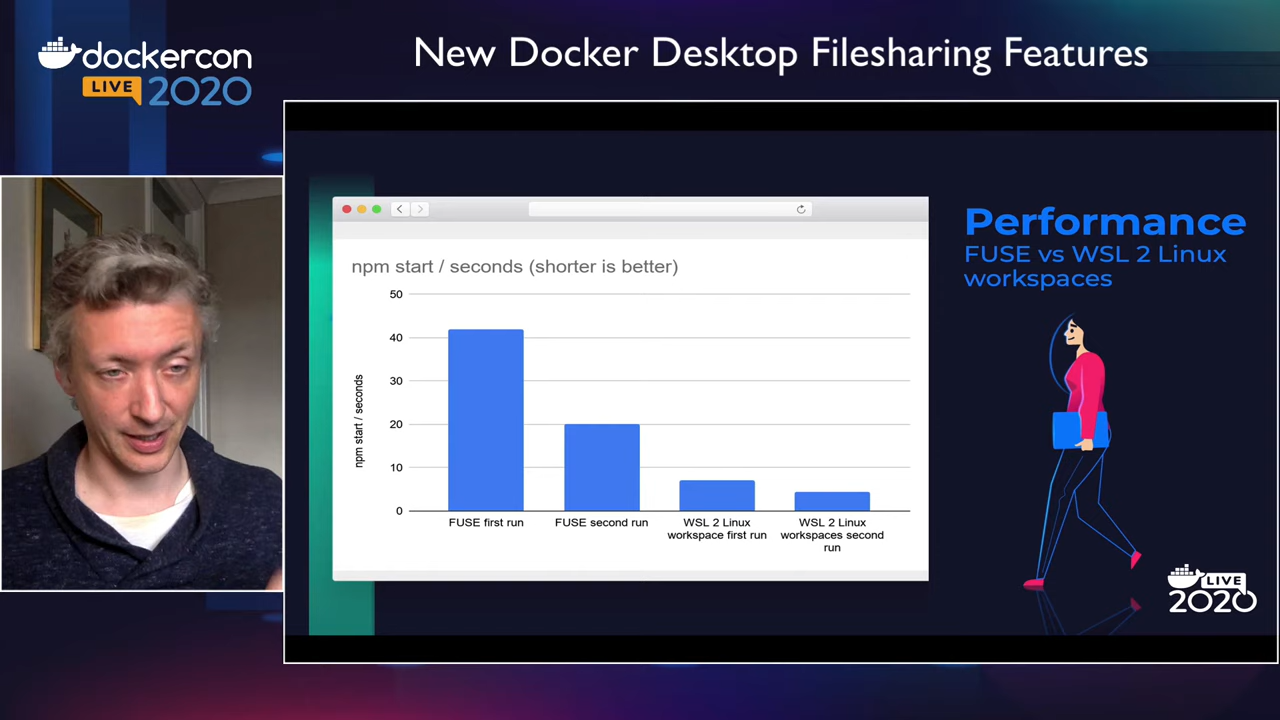 dockercon
LIVE 2020
New Docker Desktop Filesharing Features
npm start / seconds (shorter is better)
npm start / seconds
50
40
30
20
10
0
FUSE first run
FUSE second run
WSL 2 Linux
workspace first run
WSL 2 Linux
workspaces second
run
Performance
FUSE vs WSL 2 Linux
workspaces
LIVE
2020